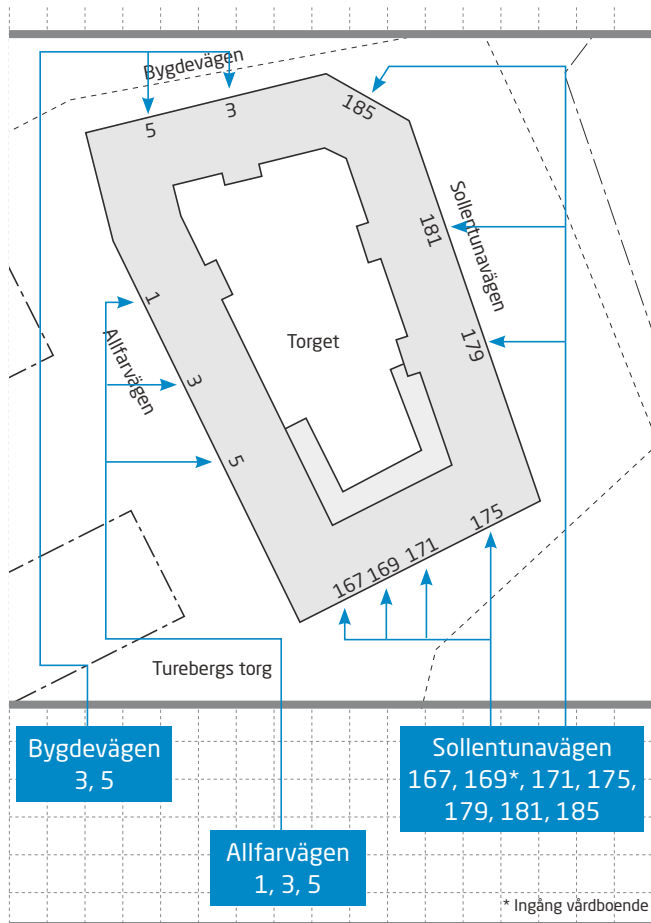 Bygdevägen
5
3
185
Sollentunavägen
181
179
Torget
1
Allfarvägen
3
5
175
171
169
167
Turebergs torg
Bygdevägen
3, 5
Sollentunavägen
167, 169*, 171, 175,
179, 181, 185
Allfarvägen
1, 3, 5
* Ingång vårdboende